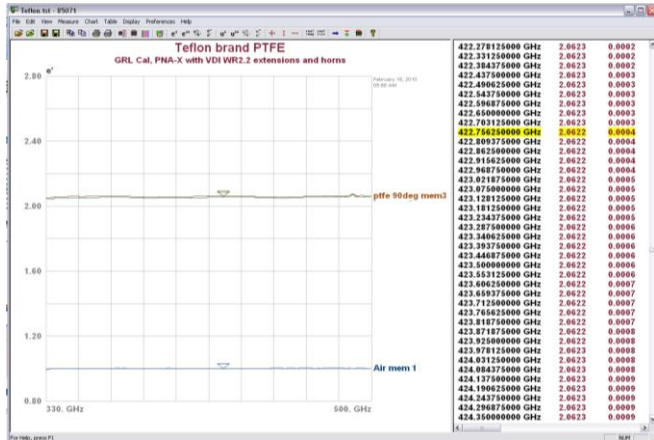 Teflon.txt - 85071
File Edit View Measure Chart Table Display Preferences Help
Teflon brand PTFE
GRL Cal, PNA-X with VDI WR2.2 extensions and horns
e'
2.80
2.40
2.00
1.60
1.20
0.80
330. GHz
500. GHz
ptfe 90deg mem3
Air mem 1
422.278125000 GHz 2.0623 0.0002
422.331250000 GHz 2.0623 0.0002
422.384375000 GHz 2.0623 0.0002
422.437500000 GHz 2.0623 0.0003
422.490625000 GHz 2.0623 0.0003
422.543750000 GHz 2.0623 0.0003
422.596875000 GHz 2.0623 0.0003
422.650000000 GHz 2.0623 0.0003
422.703125000 GHz 2.0623 0.0003
422.756250000 GHz 2.0622 0.0004
422.809375000 GHz 2.0622 0.0004
422.862500000 GHz 2.0622 0.0004
422.915625000 GHz 2.0622 0.0004
422.968750000 GHz 2.0622 0.0004
423.021875000 GHz 2.0622 0.0005
423.075000000 GHz 2.0622 0.0005
423.128125000 GHz 2.0622 0.0005
423.181250000 GHz 2.0622 0.0005
423.234375000 GHz 2.0622 0.0005
423.287500000 GHz 2.0622 0.0006
423.340625000 GHz 2.0622 0.0006
423.393750000 GHz 2.0622 0.0006
423.446875000 GHz 2.0622 0.0006
423.500000000 GHz 2.0622 0.0006
423.553125000 GHz 2.0622 0.0006
423.606250000 GHz 2.0622 0.0007
423.659375000 GHz 2.0622 0.0007
423.712500000 GHz 2.0622 0.0007
423.765625000 GHz 2.0622 0.0007
423.818750000 GHz 2.0622 0.0007
423.871875000 GHz 2.0622 0.0008
423.925000000 GHz 2.0622 0.0008
423.978125000 GHz 2.0623 0.0008
424.031250000 GHz 2.0623 0.0008
424.084375000 GHz 2.0623 0.0008
424.137500000 GHz 2.0623 0.0009
424.190625000 GHz 2.0623 0.0009
424.243750000 GHz 2.0623 0.0009
424.296875000 GHz 2.0623 0.0009
424.350000000 GHz 2.0623 0.0009
For Help, press F1
NUM